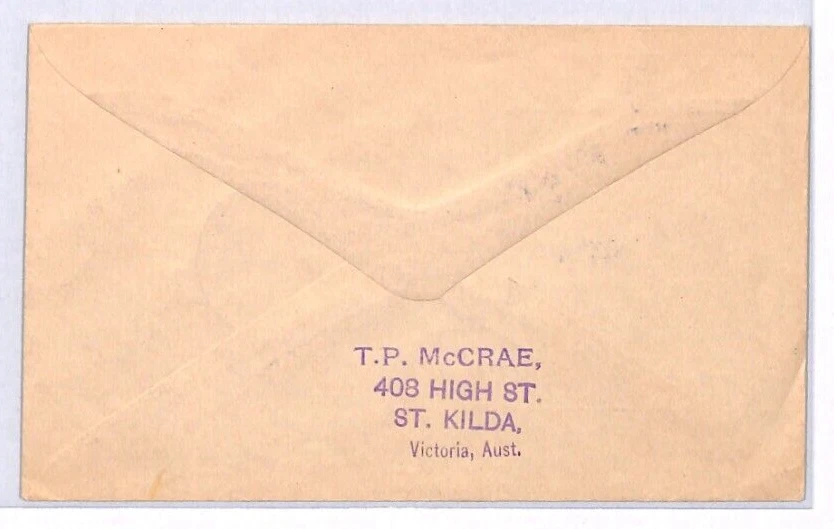 T.P. McCRAE,
408 HIGH ST.
ST. KILDA,
Victoria, Aust.